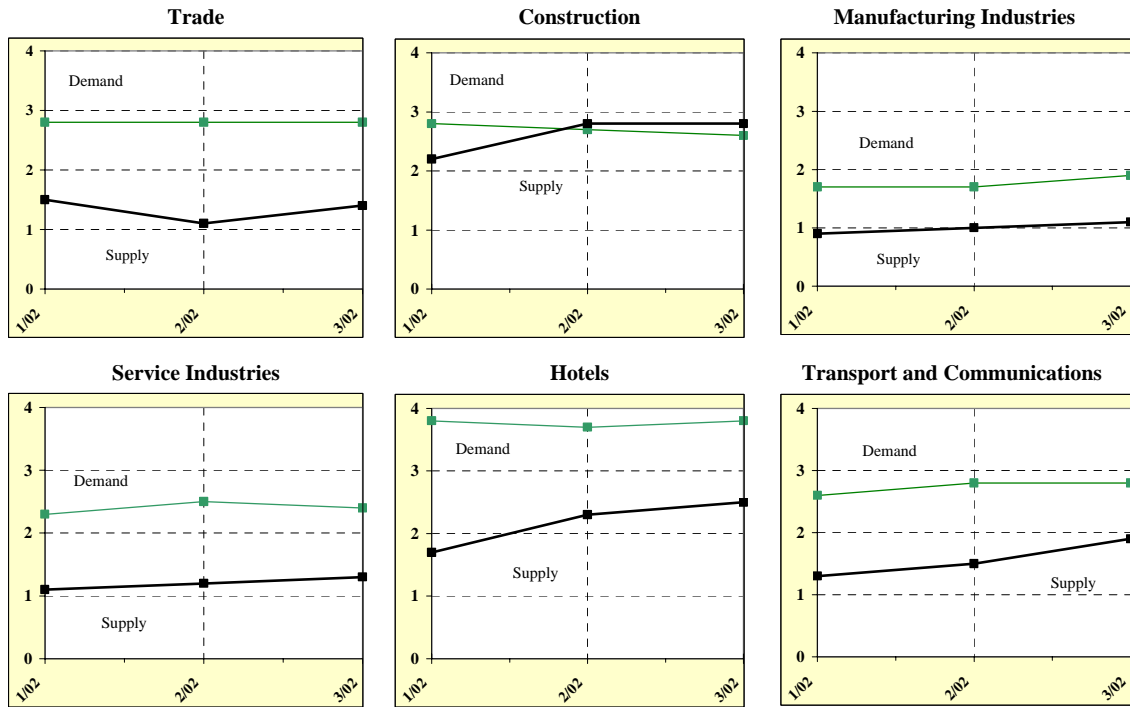 Trade
4
3
2
1
0
Demand
Supply
1/02
2/02
3/02
Construction
4
3
2
1
0
Demand
Supply
1/02
2/02
3/02
Manufacturing Industries
4
3
2
1
0
Demand
Supply
1/02
2/02
3/02
Service Industries
4
3
2
1
0
Demand
Supply
1/02
2/02
3/02
Hotels
4
3
2
1
0
Demand
Supply
1/02
2/02
3/02
Transport and Communications
4
3
2
1
0
Demand
Supply
1/02
2/02
3/02